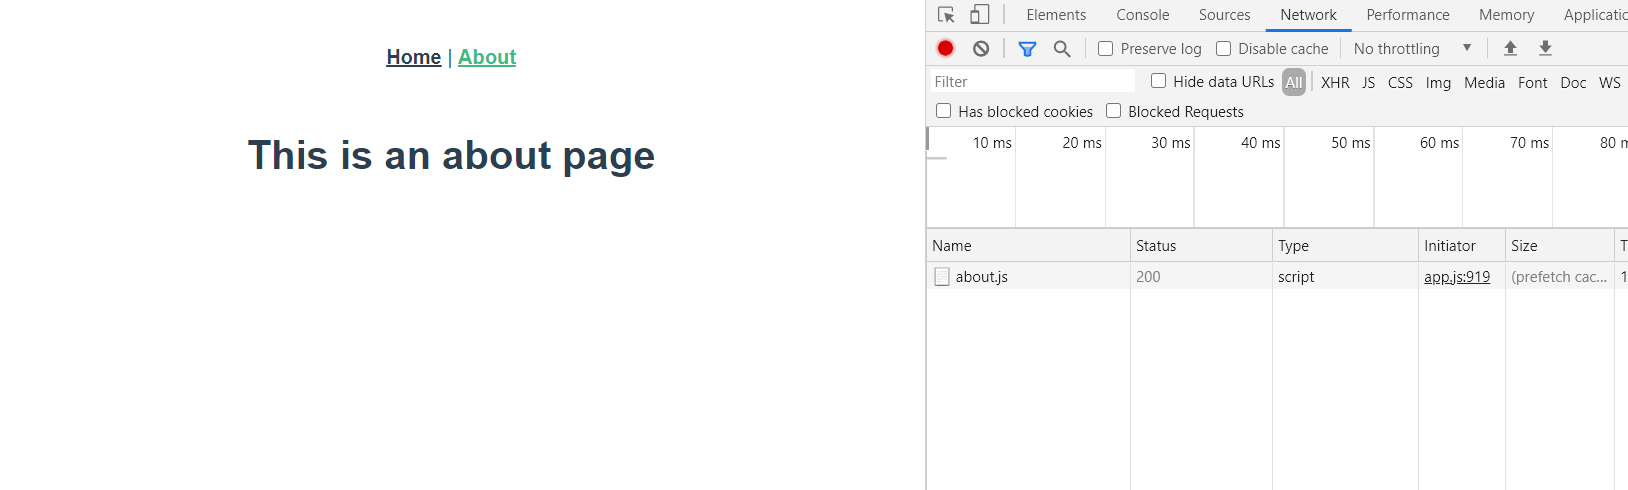 Home | About
This is an about page
Elements Console Sources Network Performance Memory Applicatio
Preserve log Disable cache No throttling
Filter Hide data URLs All XHR JS CSS Img Media Font Doc WS
Has blocked cookies Blocked Requests
10 ms 20 ms 30 ms 40 ms 50 ms 60 ms 70 ms 80 m
Name Status Type Initiator Size T
about.js 200 script app.js:919 (prefetch cac... 1